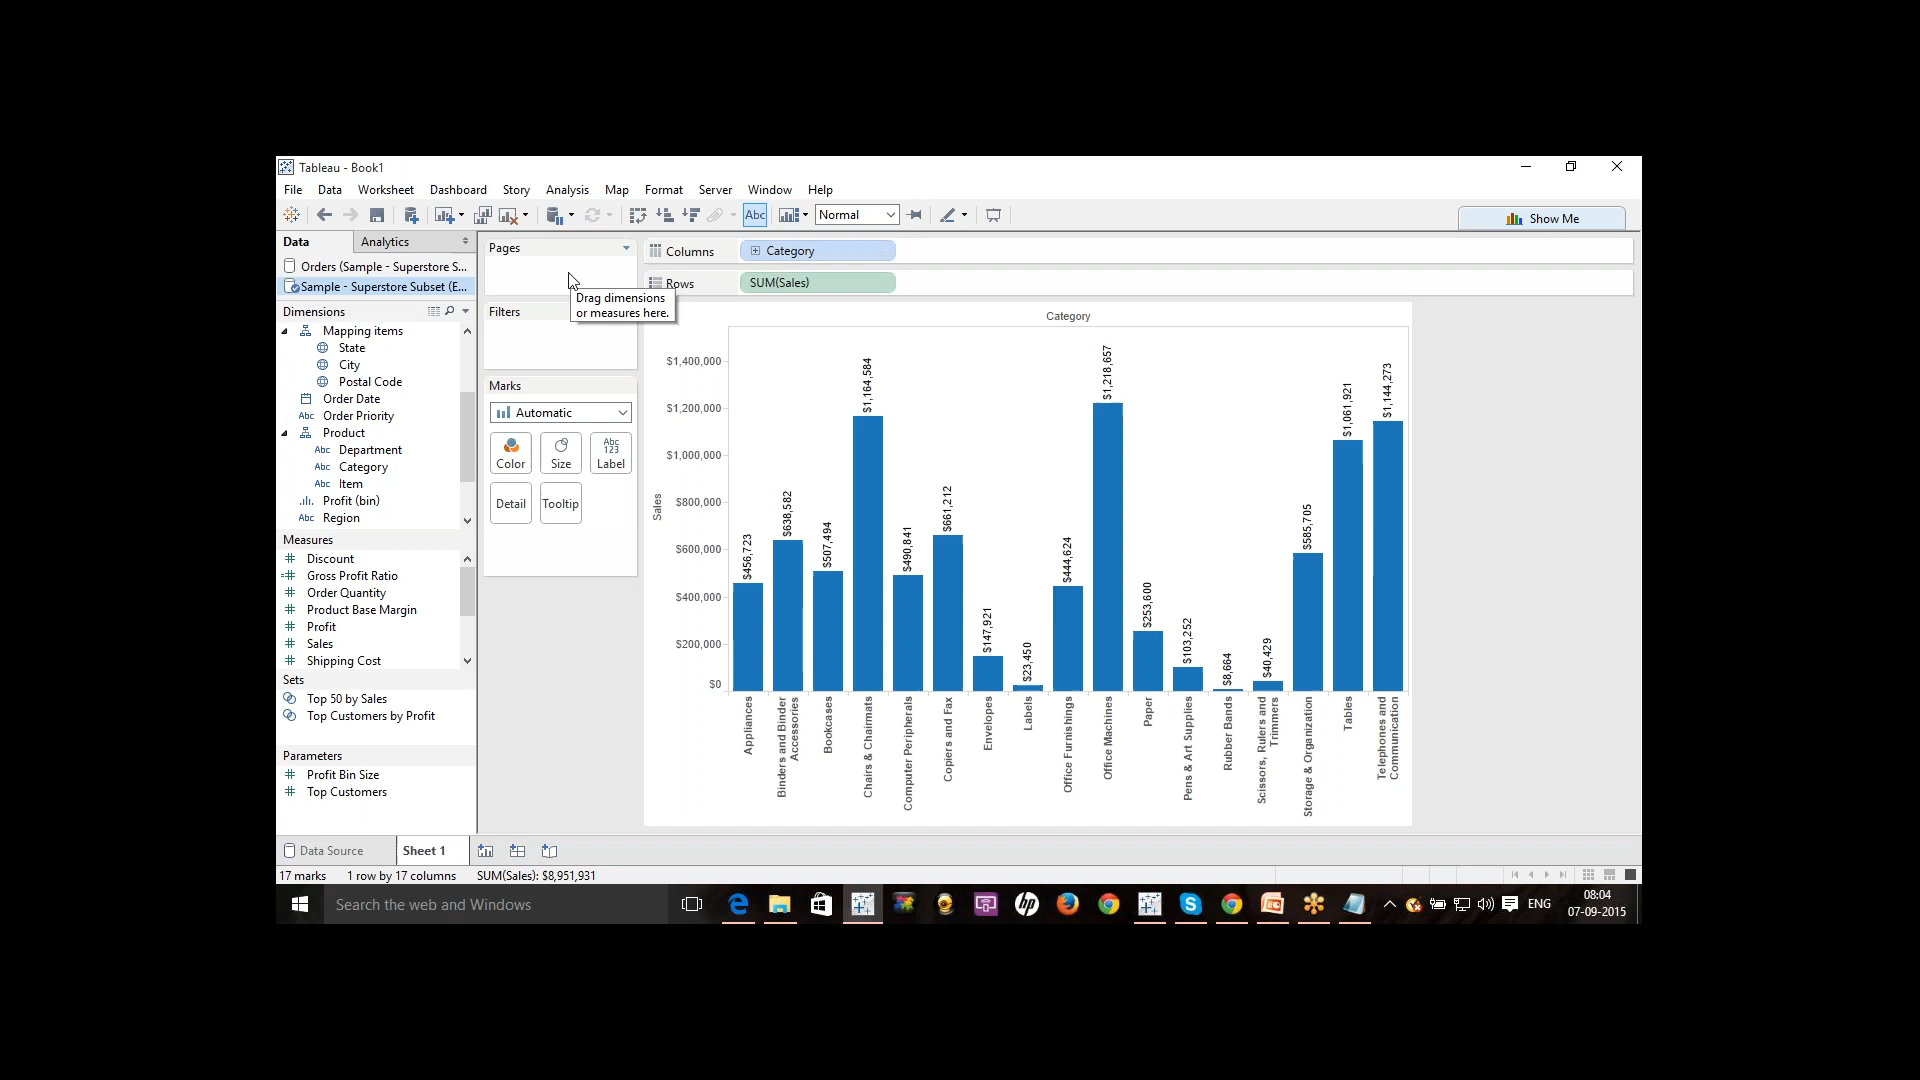 Tableau - Book1
File Data Worksheet Dashboard Story Analysis Map Format Server Window Help
Abc Normal Show Me
Data Analytics
Orders (Sample - Superstore S...
Sample - Superstore Subset (E...
Dimensions
Mapping items
State
City
Postal Code
Order Date
Abc Order Priority
Product
Abc Department
Abc Category
Abc Item
Profit (bin)
Abc Region
Measures
Discount
Gross Profit Ratio
Order Quantity
Product Base Margin
Profit
Sales
Shipping Cost
Sets
Top 50 by Sales
Top Customers by Profit
Parameters
Profit Bin Size
Top Customers
Pages
Drag dimensions
or measures here.
Filters
Marks
Automatic
Color Size Abc 123 Label
Detail Tooltip
Columns Category
Rows SUM(Sales)
Category
Sales
$1,400,000
$1,200,000
$1,000,000
$800,000
$600,000
$400,000
$200,000
$0
$456,723
$638,582
$507,494
$1,164,584
$490,841
$661,212
$147,921
$23,450
$444,624
$1,218,657
$253,600
$103,252
$8,664
$40,429
$585,705
$1,061,921
$1,144,273
Appliances
Binders and Binder
Accessories
Bookcases
Chairs & Chairmats
Computer Peripherals
Copiers and Fax
Envelopes
Labels
Office Furnishings
Office Machines
Paper
Pens & Art Supplies
Rubber Bands
Scissors, Rulers and
Trimmers
Storage & Organization
Tables
Telephones and
Communication
Data Source Sheet 1
17 marks 1 row by 17 columns SUM(Sales): $8,951,931
Search the web and Windows
hp
ENG
08:04
07-09-2015